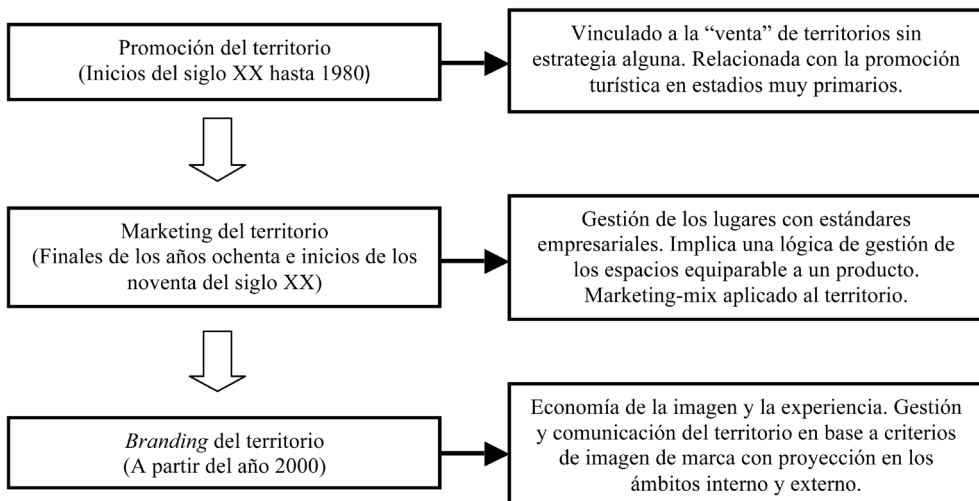 Promoción del territorio
(Inicios del siglo XX hasta 1980)
Vinculado a la “venta” de territorios sin
estrategia alguna. Relacionada con la promoción
turística en estadios muy primarios.
Marketing del territorio
(Finales de los años ochenta e inicios de los
noventa del siglo XX)
Gestión de los lugares con estándares
empresariales. Implica una lógica de gestión de
los espacios equiparable a un producto.
Marketing-mix aplicado al territorio.
Branding del territorio
(A partir del año 2000)
Economía de la imagen y la experiencia. Gestión
y comunicación del territorio en base a criterios
de imagen de marca con proyección en los
ámbitos interno y externo.